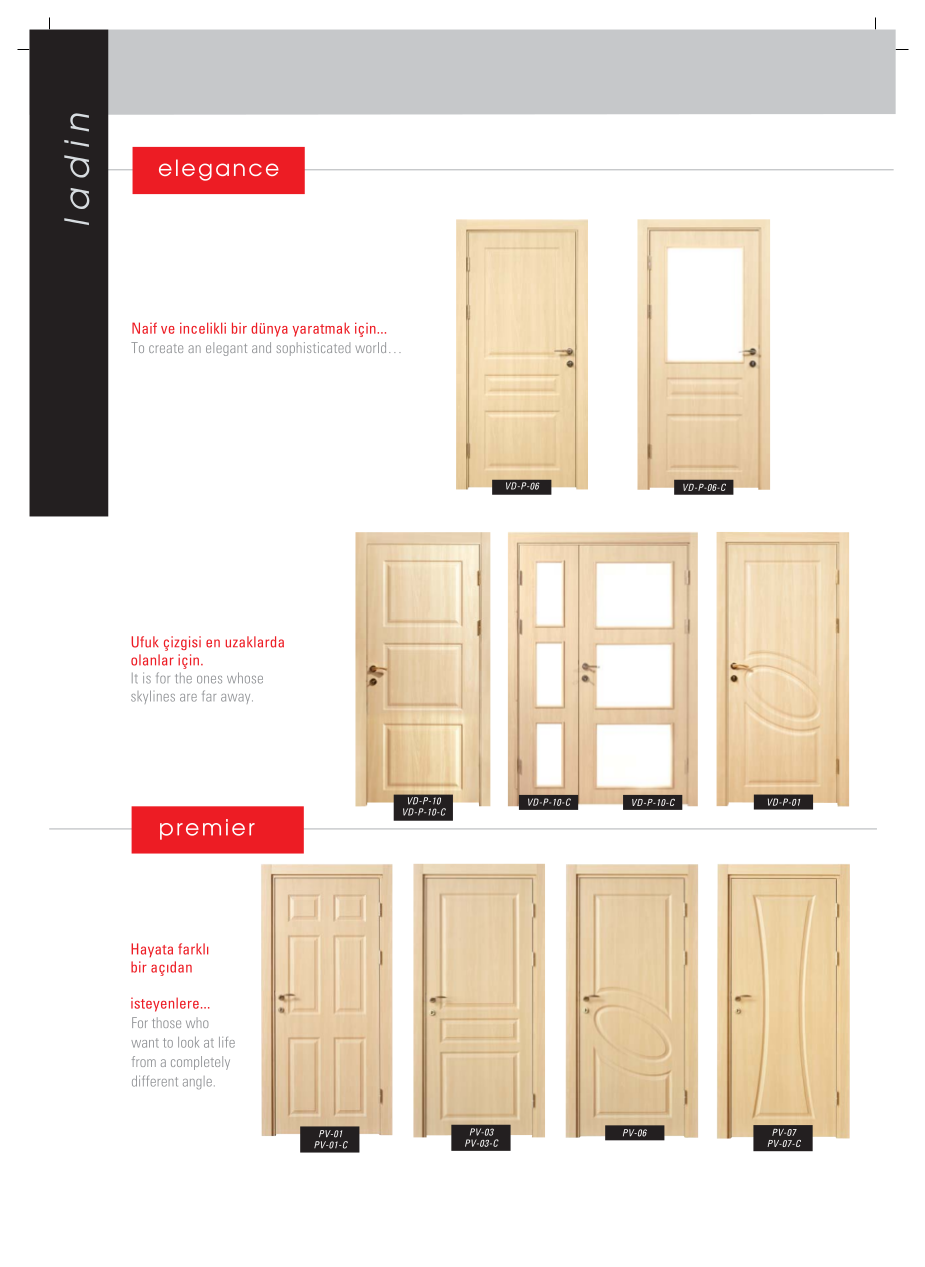 ladin
elegance
Naif ve incelikli bir dünya yaratmak için...
To create an elegant and sophisticated world…
VD-P-06
VD-P-06-C
Ufuk çizgisi en uzaklarda
olanlar için.
It is for the ones whose
skylines are far away.
VD-P-10
VD-P-10-C
VD-P-10-C
VD-P-10-C
VD-P-01
premier
Hayata farklı
bir açıdan
isteyenlere...
For those who
want to look at life
from a completely
different angle.
PV-01
PV-01-C
PV-03
PV-03-C
PV-06
PV-07
PV-07-C